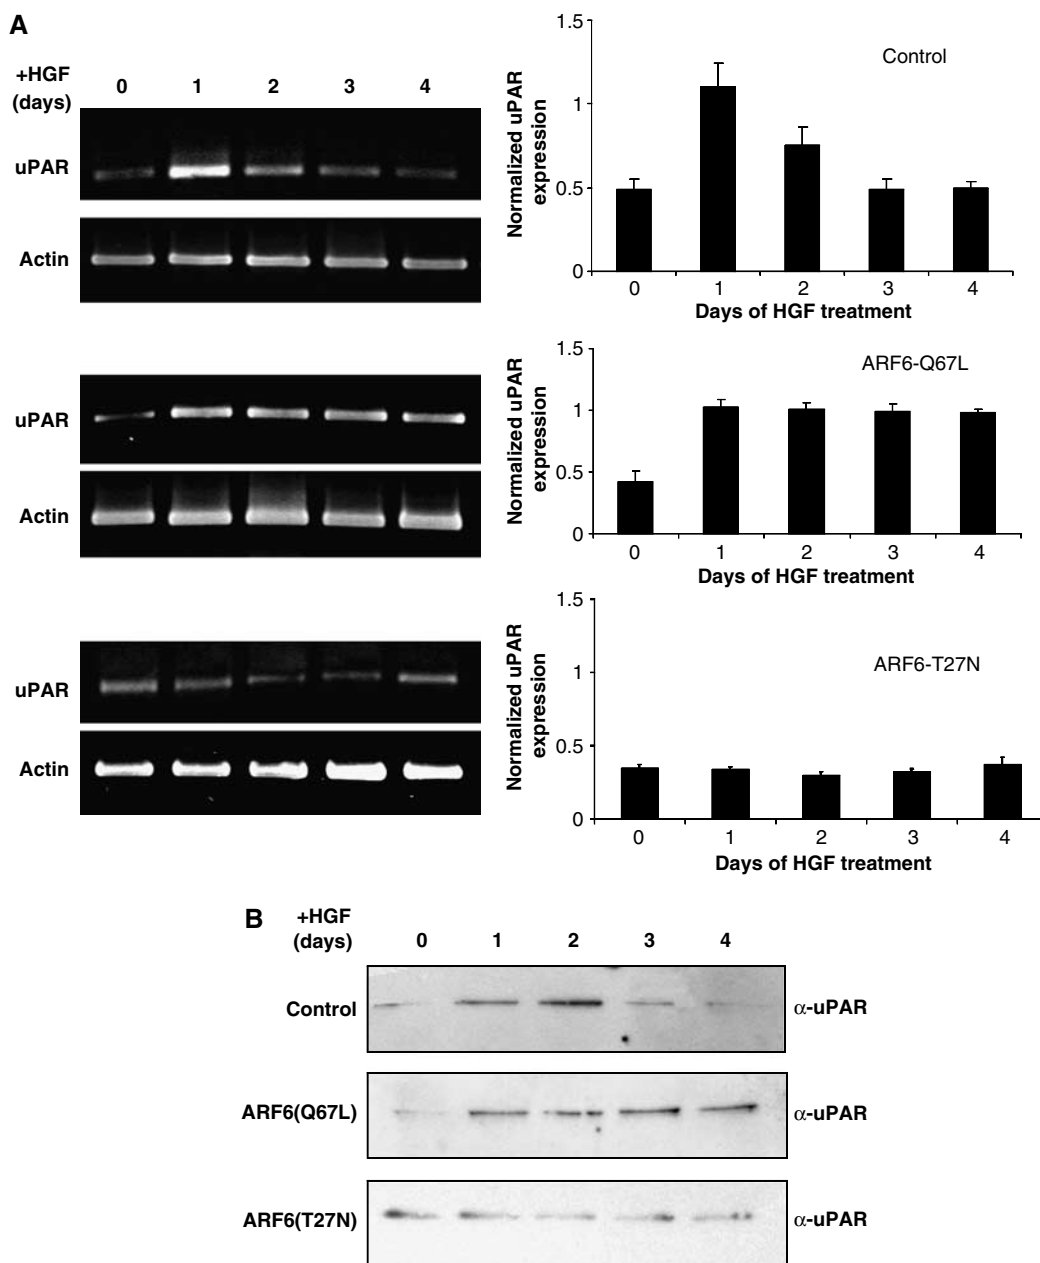 A
+HGF
(days)
0 1 2 3 4
uPAR
Actin
1.5
1
0.5
0
Normalized uPAR
expression
Control
0 1 2 3 4
Days of HGF treatment
uPAR
Actin
1.5
1
0.5
0
Normalized uPAR
expression
ARF6-Q67L
0 1 2 3 4
Days of HGF treatment
uPAR
Actin
1.5
1
0.5
0
Normalized uPAR
expression
ARF6-T27N
0 1 2 3 4
Days of HGF treatment
B
+HGF
(days)
0 1 2 3 4
Control
α-uPAR
ARF6(Q67L)
α-uPAR
ARF6(T27N)
α-uPAR